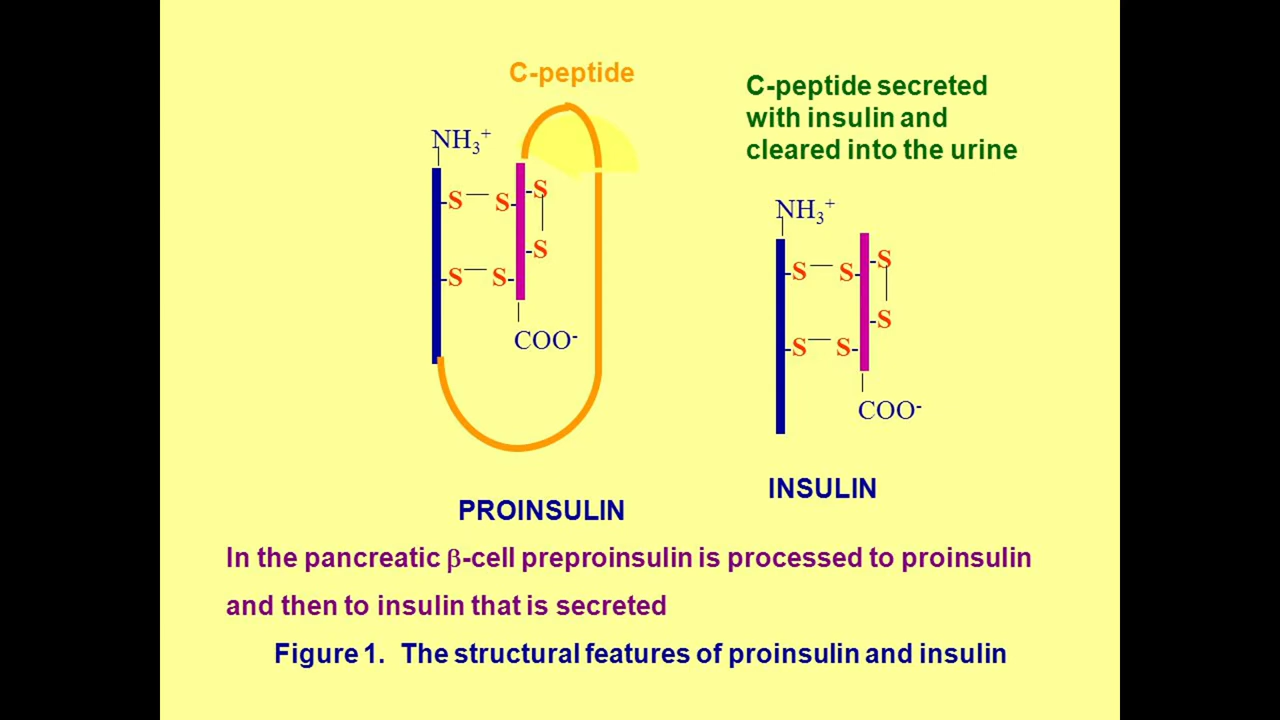 C-peptide
NH₃⁺
S — S
S
S
S — S
COO⁻
PROINSULIN
C-peptide secreted
with insulin and
cleared into the urine
NH₃⁺
S — S
S
S
S — S
COO⁻
INSULIN
In the pancreatic β-cell preproinsulin is processed to proinsulin
and then to insulin that is secreted
Figure 1. The structural features of proinsulin and insulin